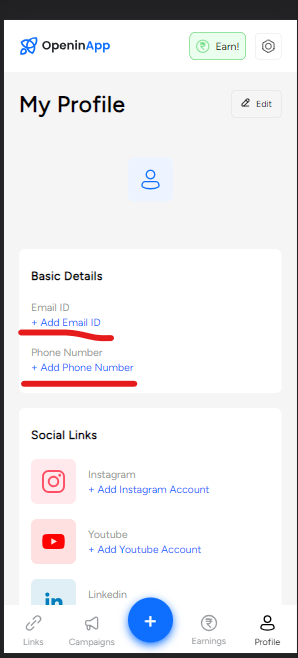 OpeninApp
Earn!
My Profile
Edit
Basic Details
Email ID
+ Add Email ID
Phone Number
+ Add Phone Number
Social Links
Instagram
+ Add Instagram Account
Youtube
+ Add Youtube Account
in
Linkedin
+
Links
Campaigns
Earnings
Profile